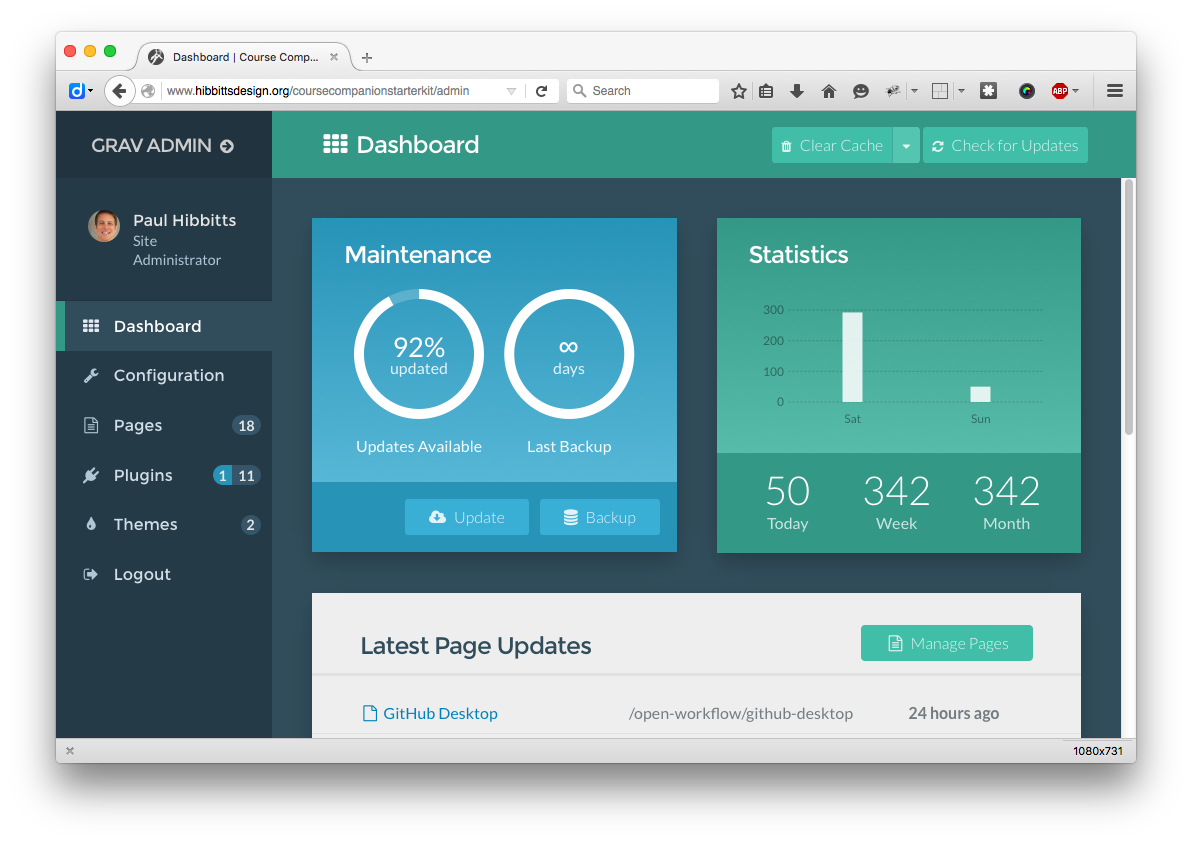 Dashboard | Course Comp...
www.hibbittsdesign.org/coursecompanionstarterkit/admin
Search
ABP
GRAV ADMIN
Dashboard
Clear Cache
Check for Updates
Paul Hibbitts
Site
Administrator
Dashboard
Configuration
Pages 18
Plugins 1 11
Themes 2
Logout
Maintenance
92%
updated
∞
days
Updates Available
Last Backup
Update
Backup
Statistics
300
200
100
0
Sat
Sun
50
Today
342
Week
342
Month
Latest Page Updates
Manage Pages
GitHub Desktop /open-workflow/github-desktop 24 hours ago
1080x731